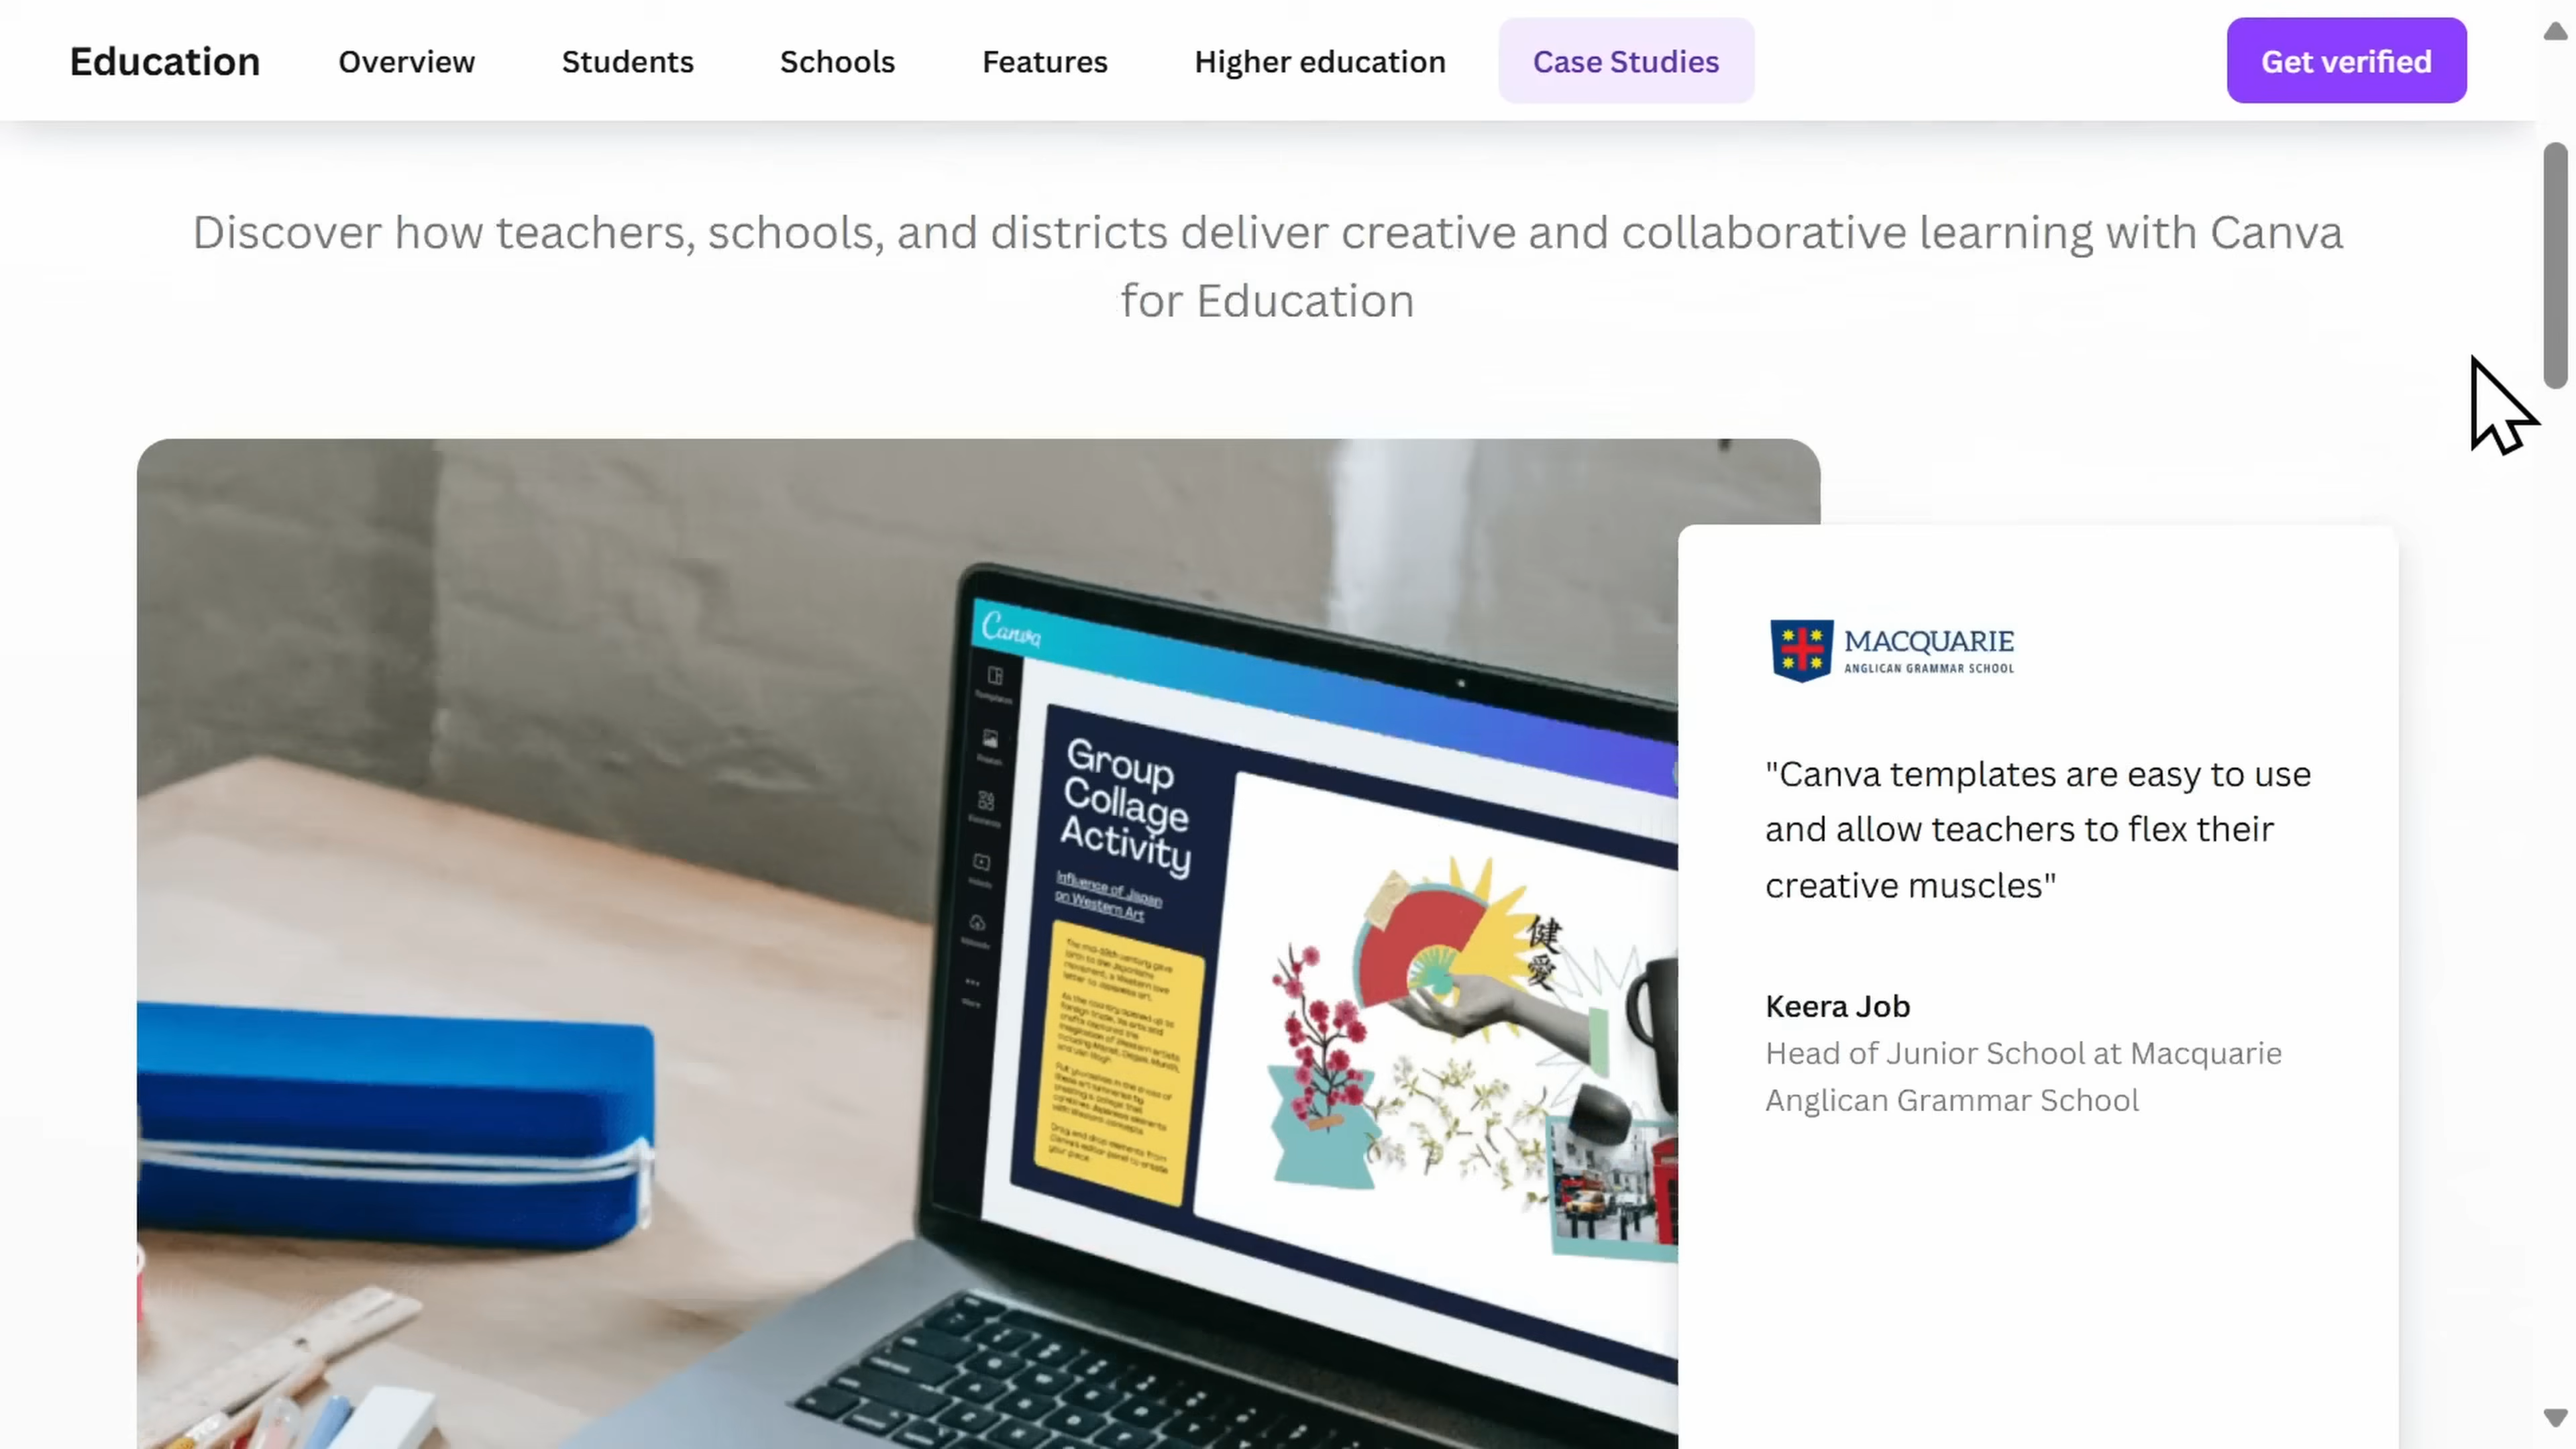 Education
Overview
Students
Schools
Features
Higher education
Case Studies
Get verified
Discover how teachers, schools, and districts deliver creative and collaborative learning with Canva
for Education
Canva
Group
Collage
Activity
Influence of Japan
on Western Art
健
愛
MACQUARIE
ANGLICAN GRAMMAR SCHOOL
"Canva templates are easy to use
and allow teachers to flex their
creative muscles"
Keera Job
Head of Junior School at Macquarie
Anglican Grammar School